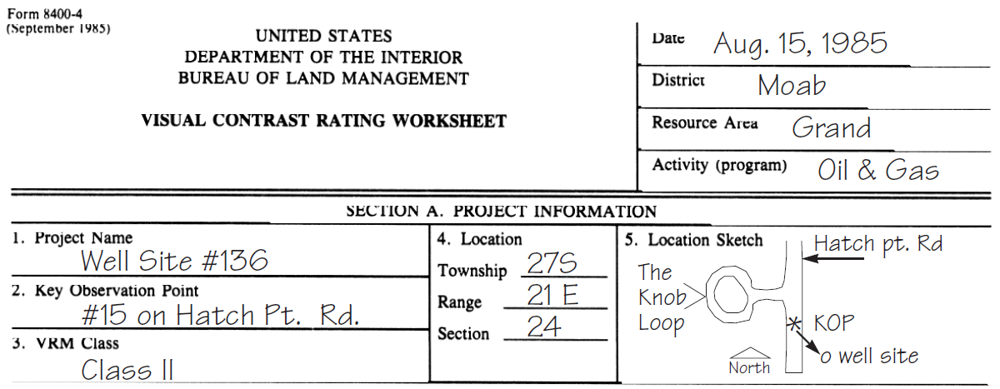 Form 8400-4
(September 1985)
UNITED STATES
DEPARTMENT OF THE INTERIOR
BUREAU OF LAND MANAGEMENT
VISUAL CONTRAST RATING WORKSHEET
Date Aug. 15, 1985
District Moab
Resource Area Grand
Activity (program) Oil & Gas
SECTION A. PROJECT INFORMATION
1. Project Name
Well Site #136
2. Key Observation Point
#15 on Hatch Pt. Rd.
3. VRM Class
Class II
4. Location
Township 27S
Range 21 E
Section 24
5. Location Sketch
Hatch pt. Rd
The
Knob
Loop
* KOP
o well site
North